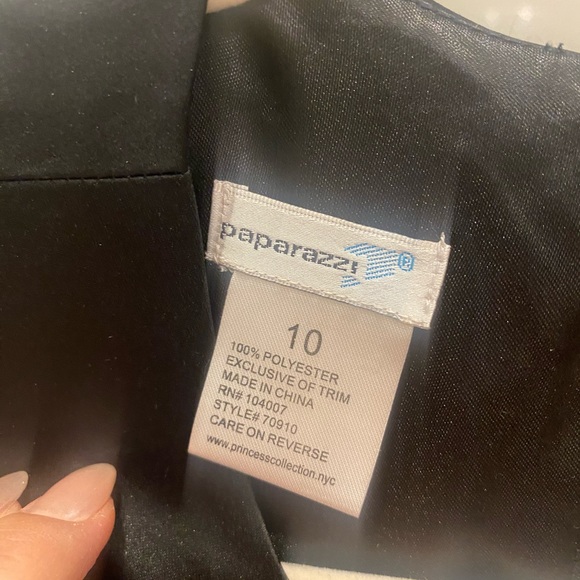 paparazzi ®
10
100% POLYESTER
EXCLUSIVE OF TRIM
MADE IN CHINA
RN# 104007
STYLE# 70910
CARE ON REVERSE
www.princesscollection.nyc